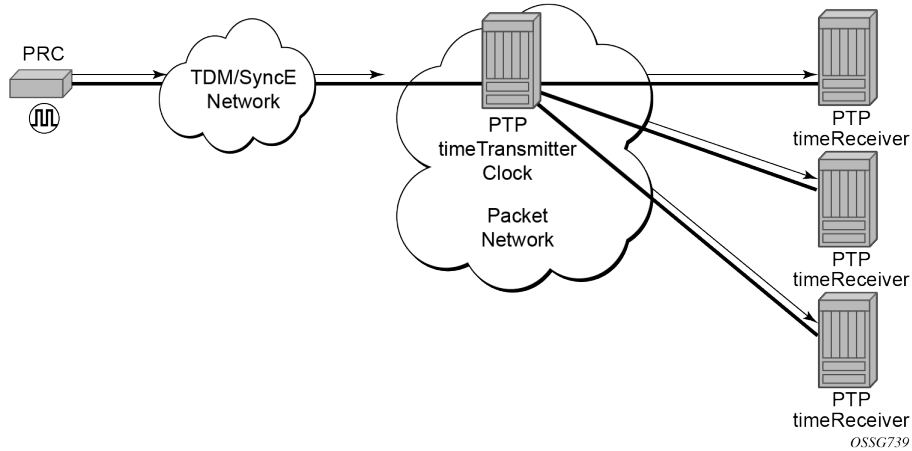 PRC
TDM/SyncE
Network
PTP
timeTransmitter
Clock
Packet
Network
PTP
timeReceiver
PTP
timeReceiver
PTP
timeReceiver
OSSG739